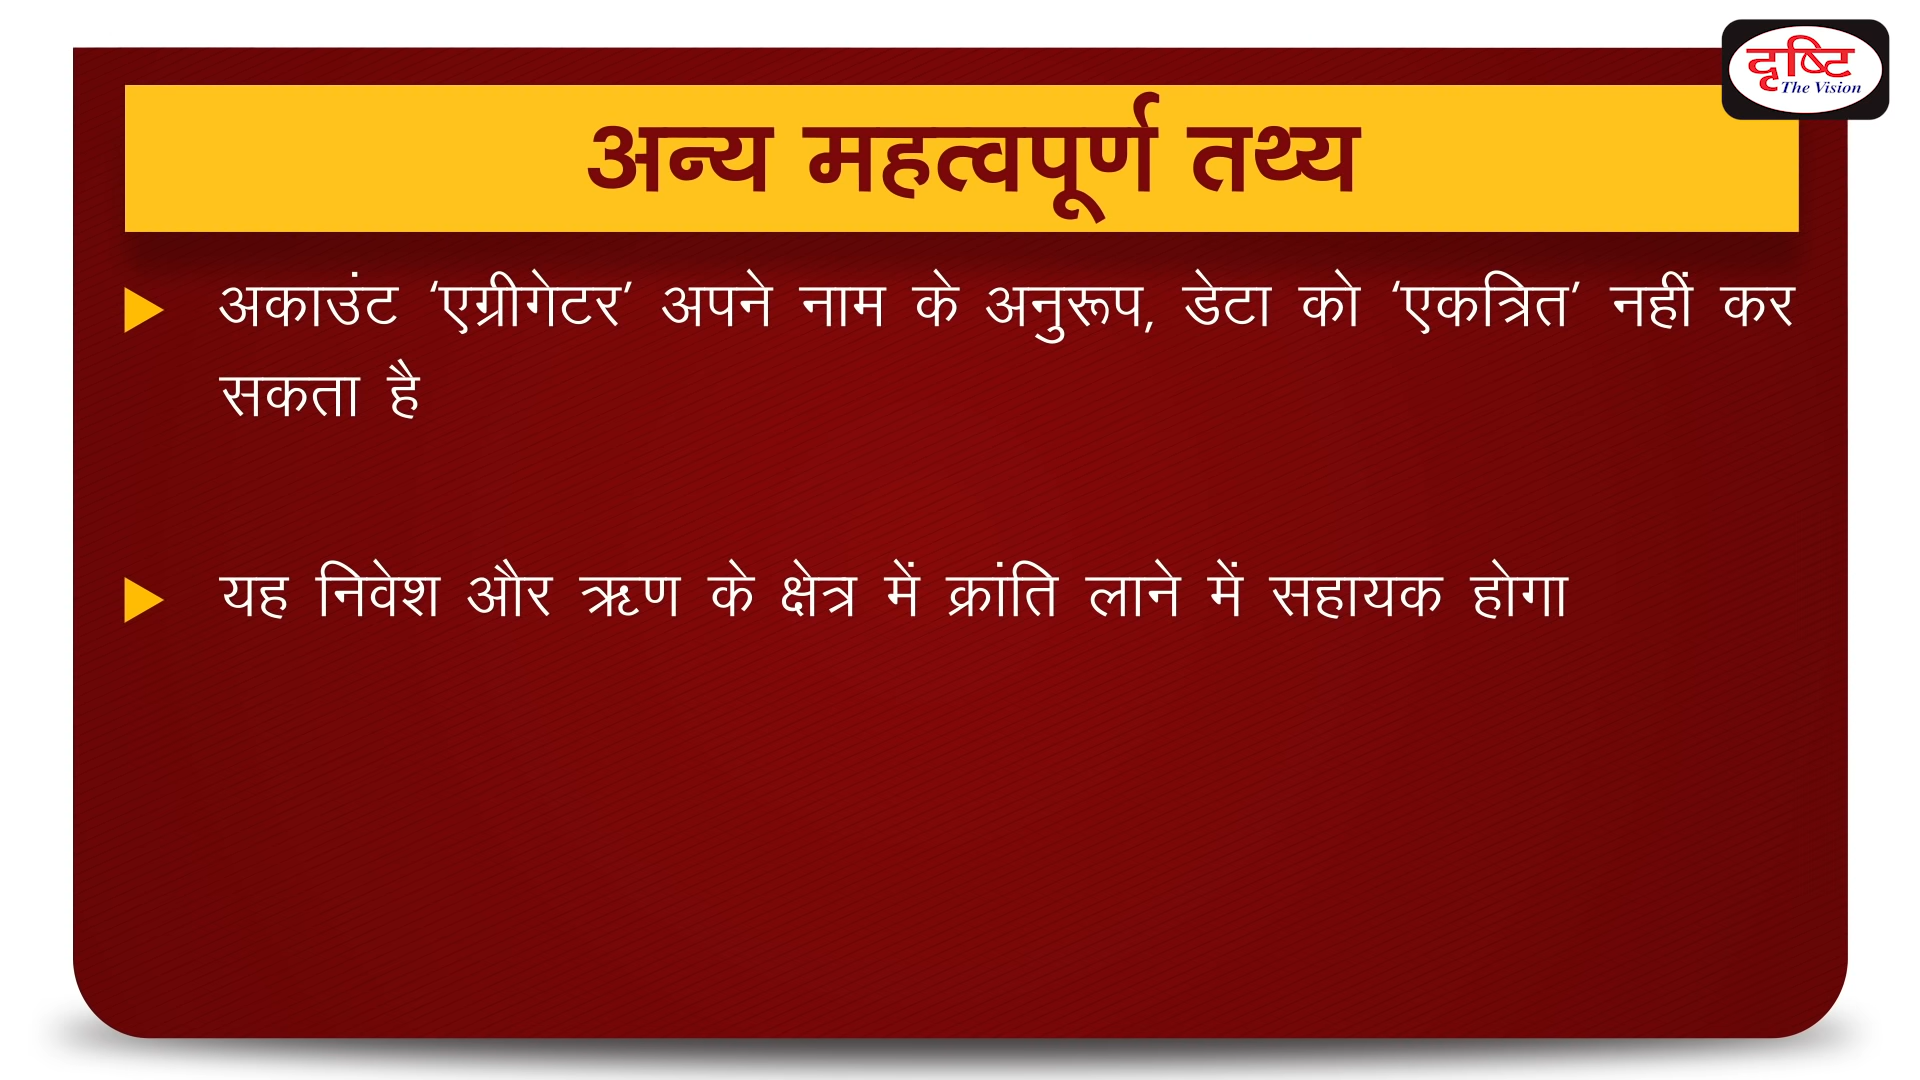 दृष्टि
The Vision
अन्य महत्वपूर्ण तथ्य
अकाउंट ‘एग्रीगेटर’ अपने नाम के अनुरूप, डेटा को ‘एकत्रित’ नहीं कर
सकता है
यह निवेश और ऋण के क्षेत्र में क्रांति लाने में सहायक होगा